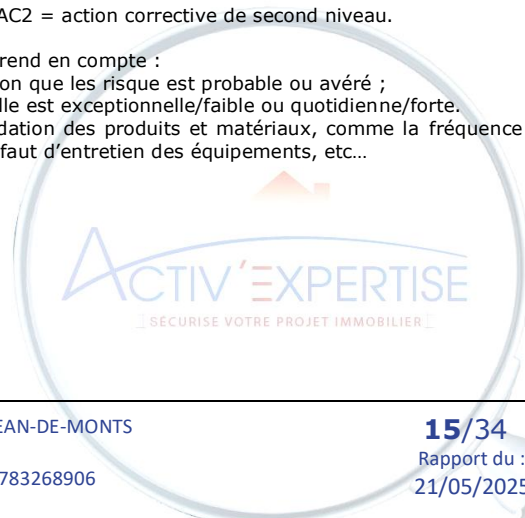 AC2 = action corrective de second niveau.
rend en compte :
on que les risque est probable ou avéré ;
lle est exceptionnelle/faible ou quotidienne/forte.
dation des produits et matériaux, comme la fréquence
faut d’entretien des équipements, etc…
ACTIV’EXPERTISE
SÉCURISE VOTRE PROJET IMMOBILIER
EAN-DE-MONTS
15/34
Rapport du :
783268906
21/05/2025